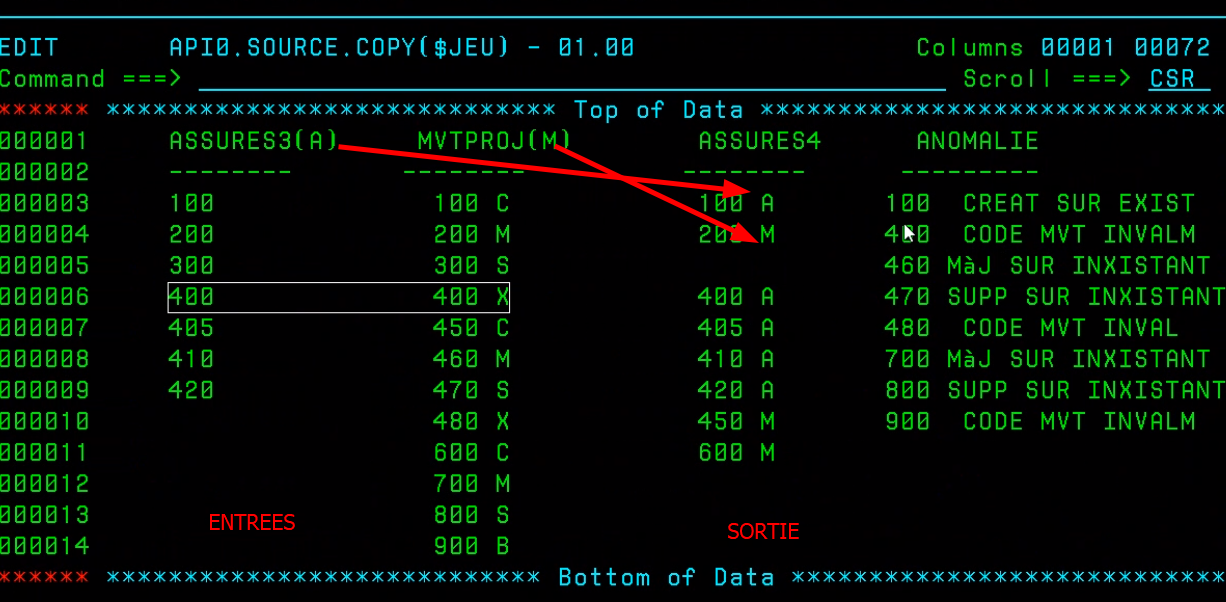 EDIT API0.SOURCE.COPY($JEU) - 01.00 Columns 00001 00072
Command ===> Scroll ===> CSR
****** **************************** Top of Data ******************************
000001 ASSURES3(A) MVTPROJ(M) ASSURES4 ANOMALIE
000002 -------- -------- -------- ---------
000003 100 100 C 100 A 100 CREAT SUR EXIST
000004 200 200 M 200 M 400 CODE MVT INVALM
000005 300 300 S 460 MàJ SUR INXISTANT
000006 400 400 X 400 A 470 SUPP SUR INXISTANT
000007 405 450 C 405 A 480 CODE MVT INVAL
000008 410 460 M 410 A 700 MàJ SUR INXISTANT
000009 420 470 S 420 A 800 SUPP SUR INXISTANT
000010 480 X 450 M 900 CODE MVT INVALM
000011 600 C 600 M
000012 700 M
000013 ENTREES 800 S SORTIE
000014 900 B
****** **************************** Bottom of Data ****************************